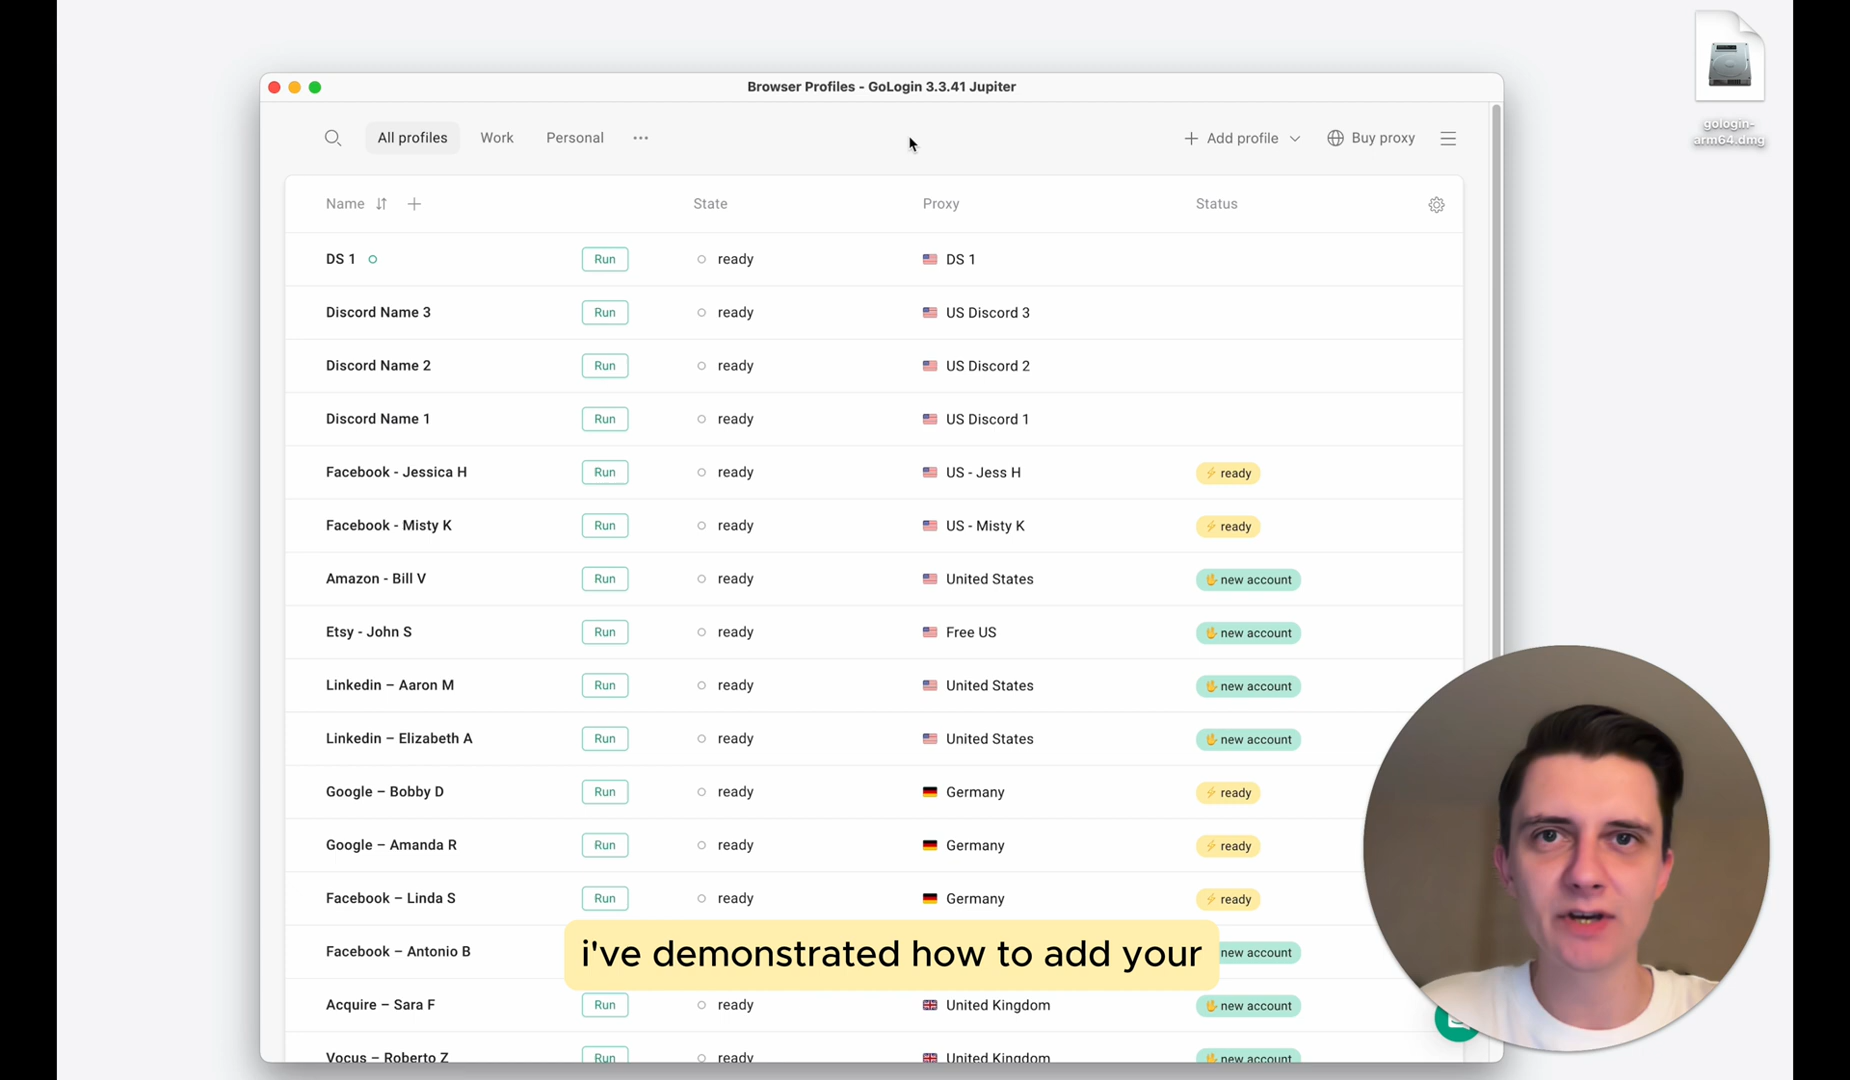 gologin-
arm64.dmg
Browser Profiles - GoLogin 3.3.41 Jupiter
All profiles Work Personal ··· + Add profile Buy proxy
Name + State Proxy Status
DS 1 Run ready DS 1
Discord Name 3 Run ready US Discord 3
Discord Name 2 Run ready US Discord 2
Discord Name 1 Run ready US Discord 1
Facebook - Jessica H Run ready US - Jess H ⚡ ready
Facebook - Misty K Run ready US - Misty K ⚡ ready
Amazon - Bill V Run ready United States 🖖 new account
Etsy - John S Run ready Free US 🖖 new account
Linkedin – Aaron M Run ready United States 🖖 new account
Linkedin – Elizabeth A Run ready United States 🖖 new account
Google – Bobby D Run ready Germany ⚡ ready
Google – Amanda R Run ready Germany ⚡ ready
Facebook – Linda S Run ready Germany ⚡ ready
Facebook – Antonio B new account
i've demonstrated how to add your
Acquire – Sara F Run ready United Kingdom 🖖 new account
Vocus – Roberto Z Run ready United Kingdom 🖖 new account